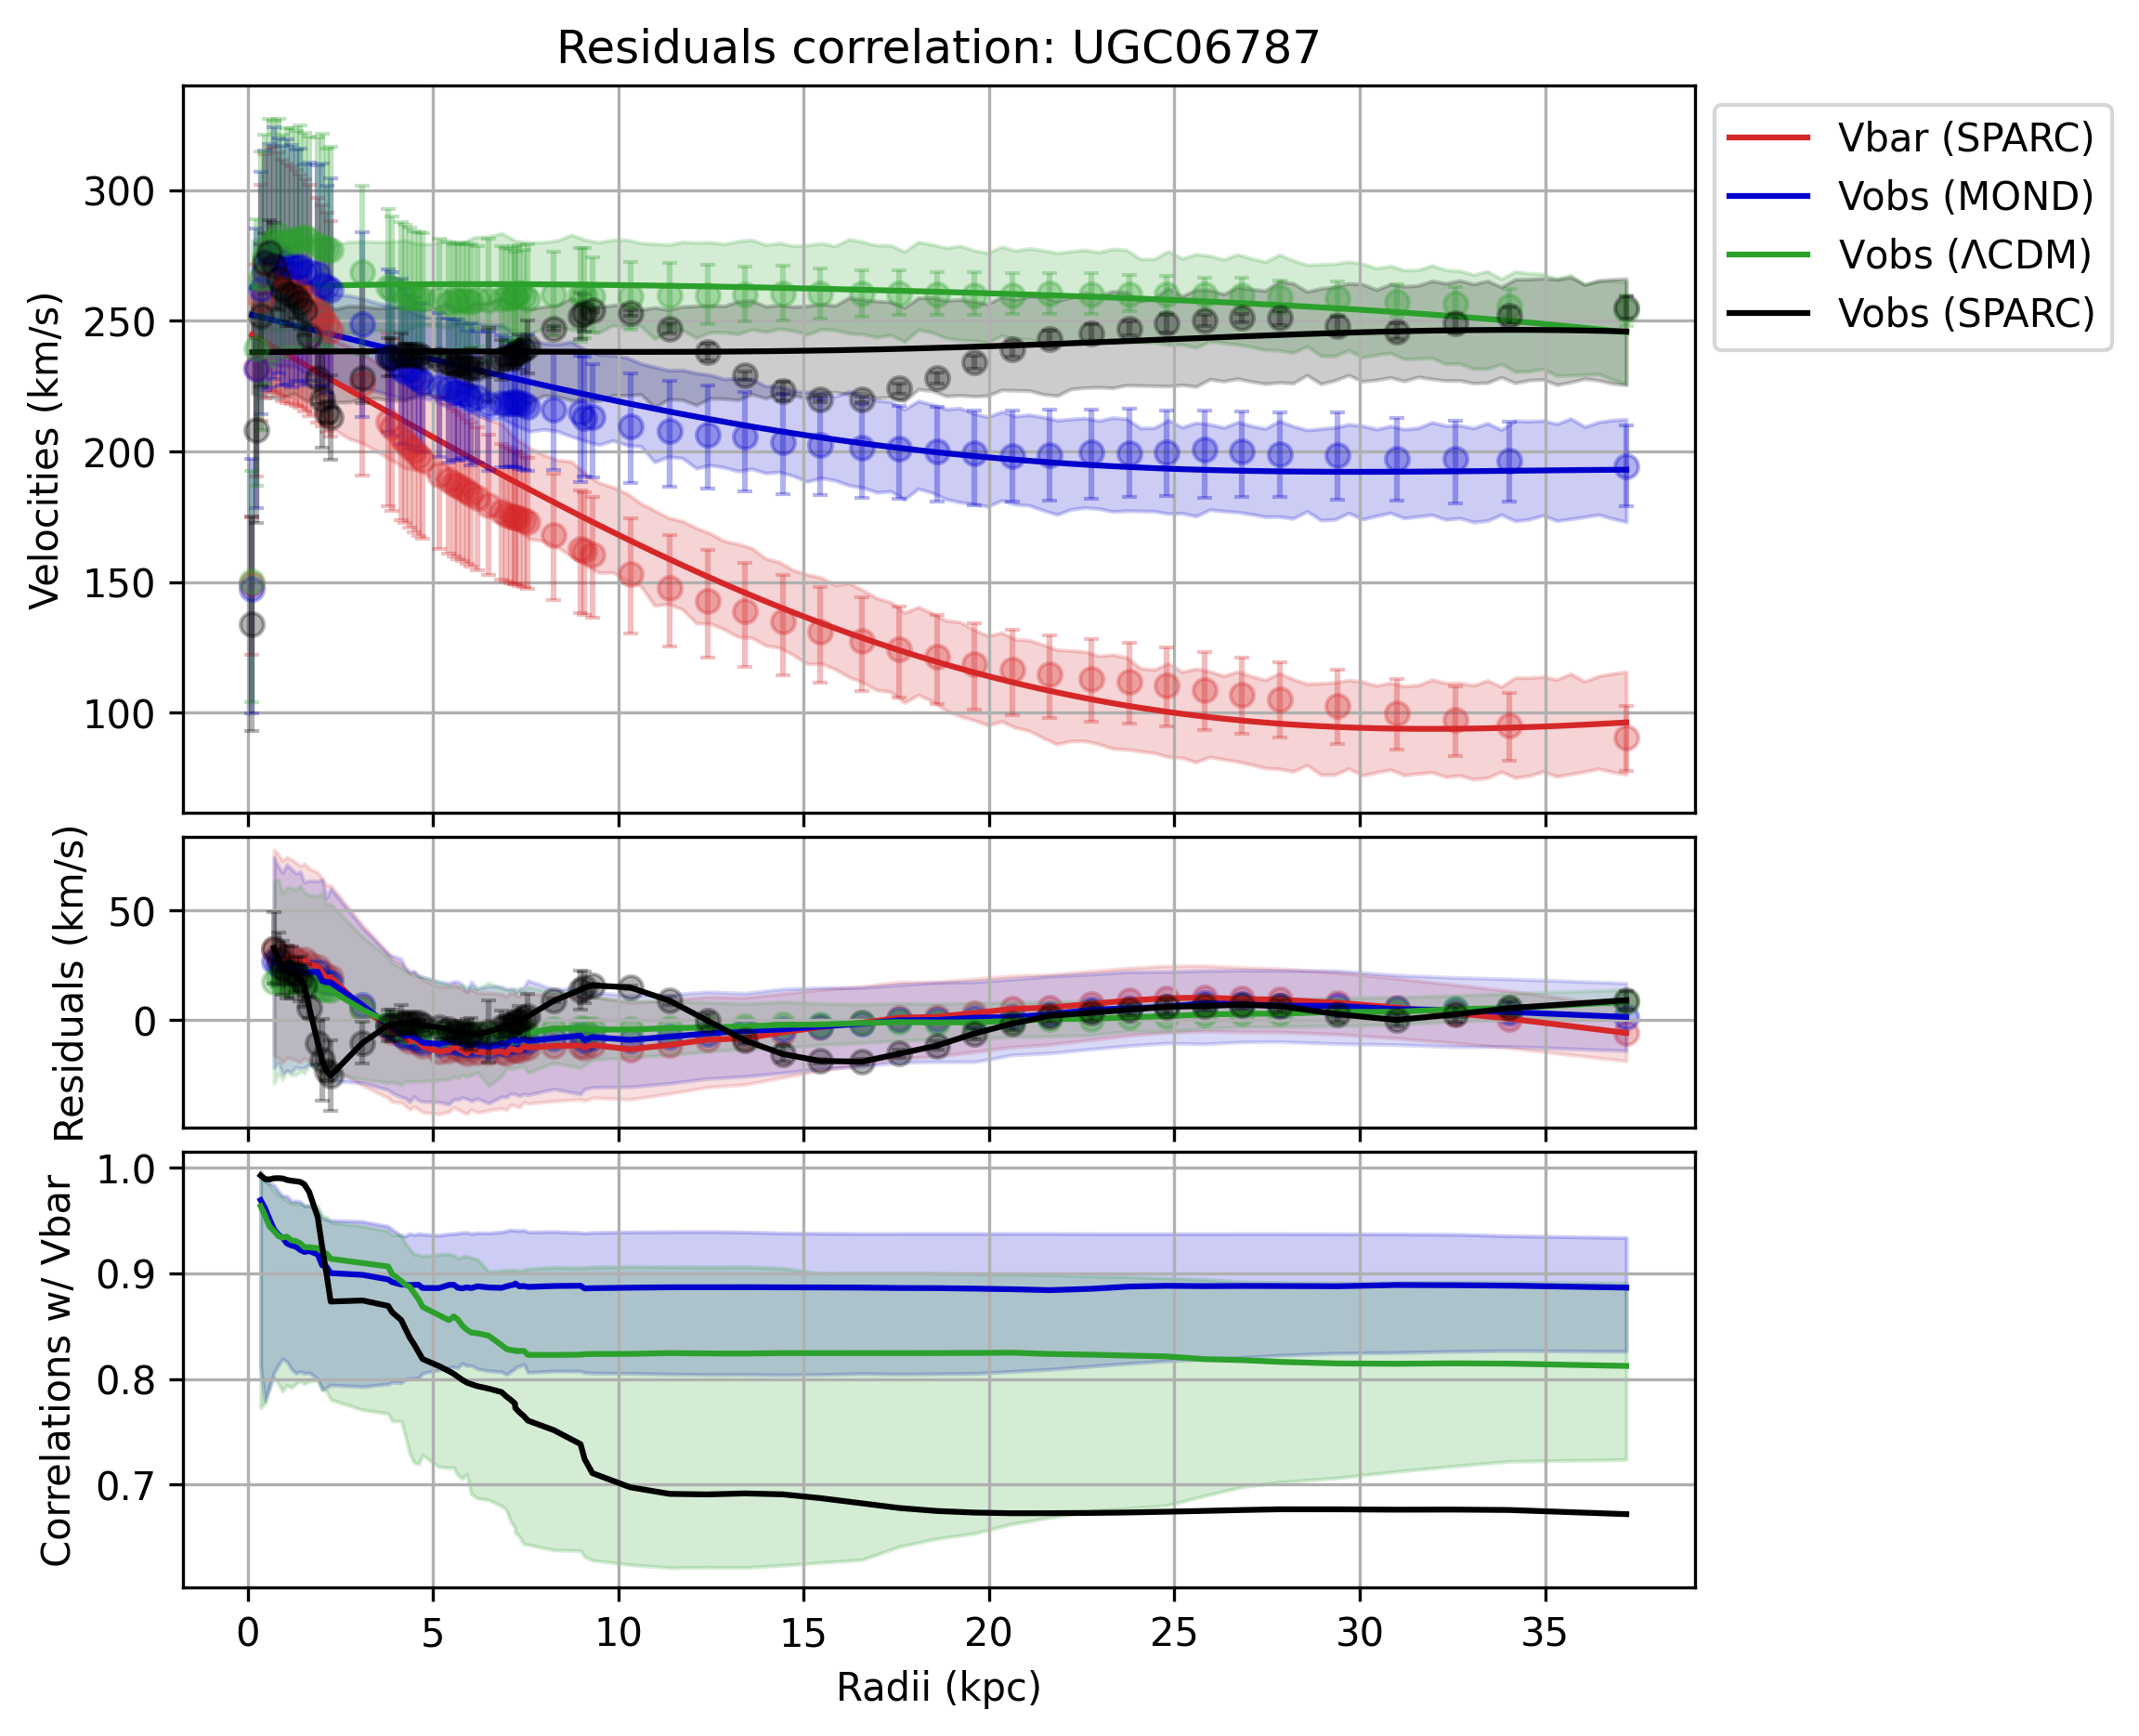 Residuals correlation: UGC06787
Velocities (km/s)
300
250
200
150
100
Vbar (SPARC)
Vobs (MOND)
Vobs (ΛCDM)
Vobs (SPARC)
Residuals (km/s)
50
0
Correlations w/ Vbar
1.0
0.9
0.8
0.7
0 5 10 15 20 25 30 35
Radii (kpc)